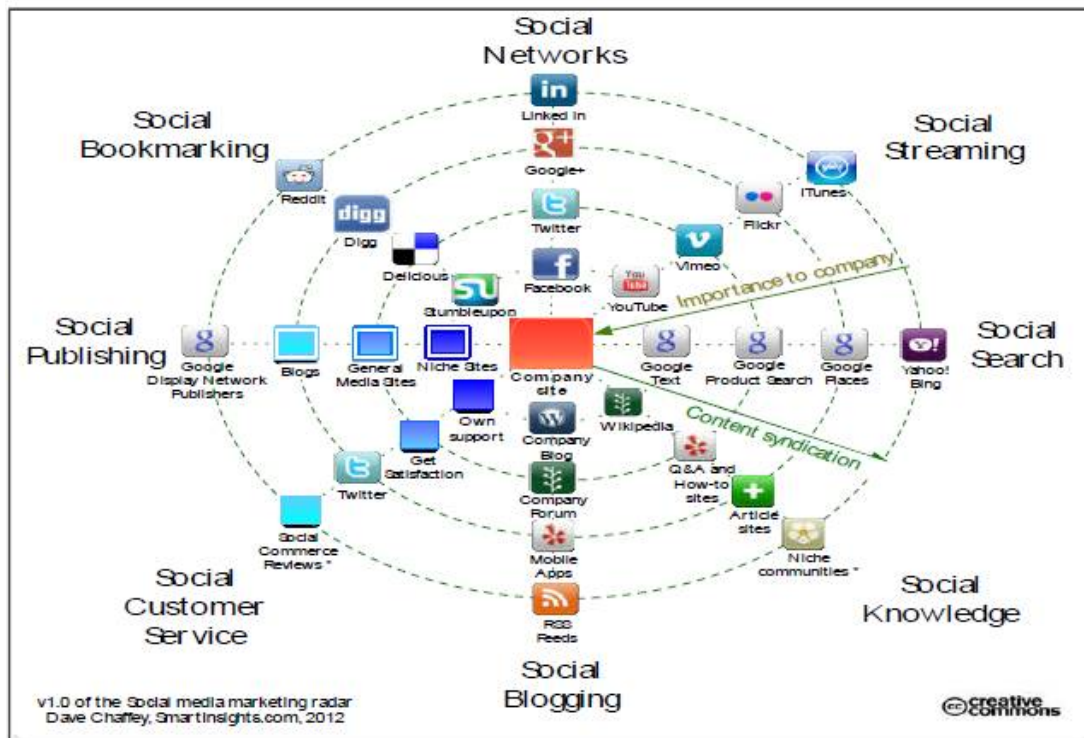 Social
Networks
in
Linked in
g+
Google+
Twitter
f
Facebook
Social
Bookmarking
Reddit
digg
Digg
Delicious
Stumbleupon
Social
Streaming
iTunes
Flickr
v
Vimeo
You
Tube
YouTube
Importance to company
Social
Publishing
g
Google
Display Network
Publishers
Blogs
General
Media Sites
Niche Sites
Company
site
g
Google
Text
g
Google
Product Search
g
Google
Places
Y!
Yahoo!
Bing
Social
Search
Content syndication
Own
support
Get
Satisfaction
Twitter
Social
Commerce
Reviews *
Social
Customer
Service
Company
Blog
Company
Forum
Mobile
Apps
RSS
Feeds
Social
Blogging
Wikipedia
Q&A and
How-to
sites
Article
sites
Niche
communities *
Social
Knowledge
v1.0 of the Social media marketing radar
Dave Chaffey, SmartInsights.com, 2012
cc creative
commons